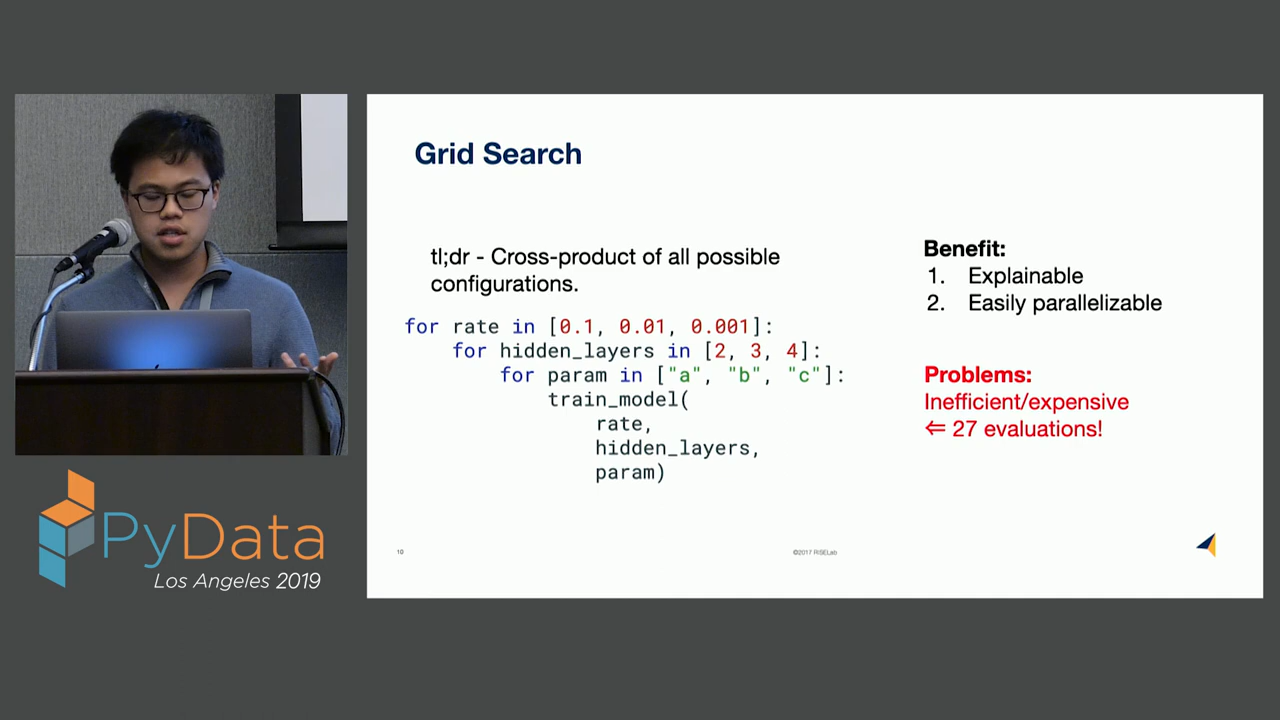 Grid Search
tl;dr - Cross-product of all possible
configurations.
for rate in [0.1, 0.01, 0.001]:
    for hidden_layers in [2, 3, 4]:
        for param in ["a", "b", "c"]:
            train_model(
                rate,
                hidden_layers,
                param)
Benefit:
1. Explainable
2. Easily parallelizable
Problems:
Inefficient/expensive
⇐ 27 evaluations!
10
©2017 RISELab
PyData
Los Angeles 2019